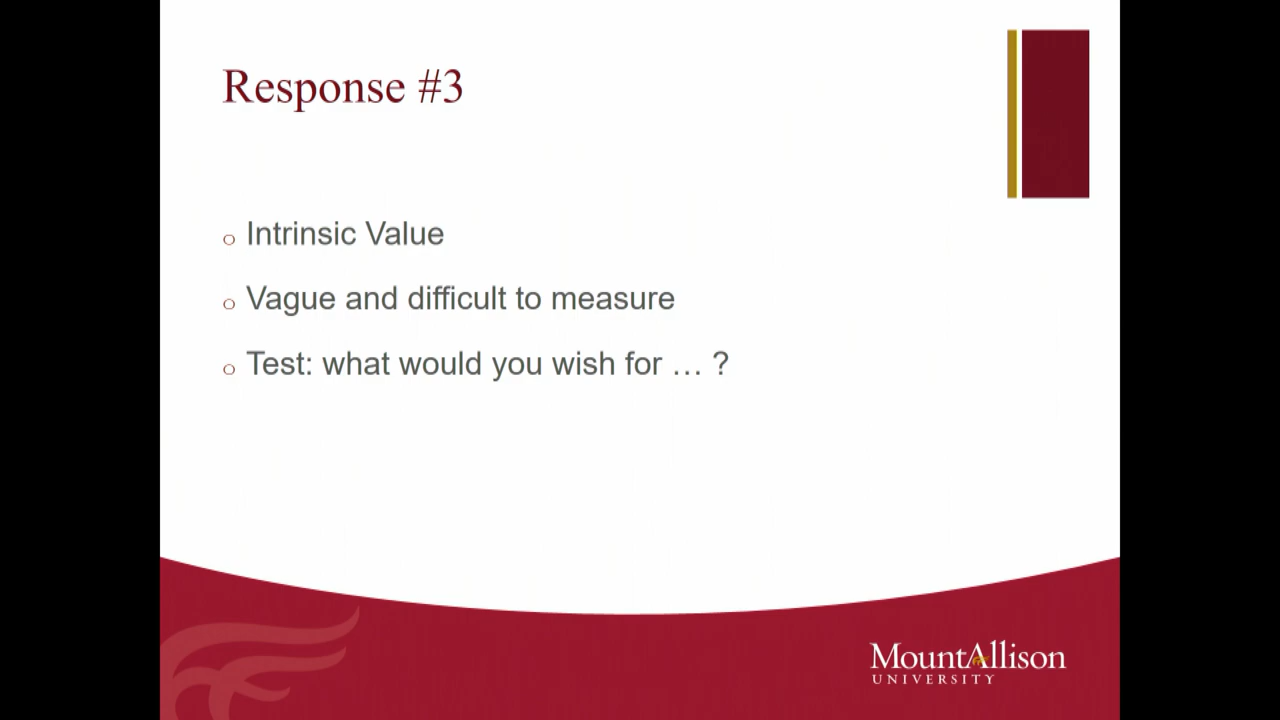 Response #3
o Intrinsic Value
o Vague and difficult to measure
o Test: what would you wish for … ?
MountAllison
UNIVERSITY